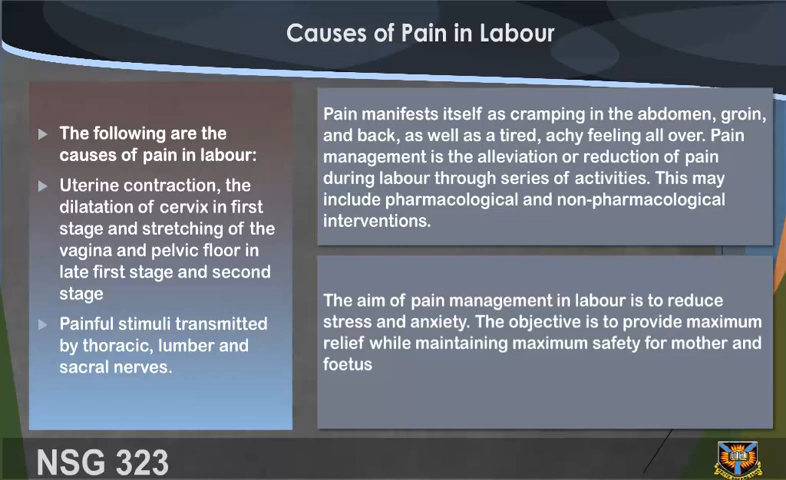 Causes of Pain in Labour
The following are the
causes of pain in labour:
Uterine contraction, the
dilatation of cervix in first
stage and stretching of the
vagina and pelvic floor in
late first stage and second
stage
Painful stimuli transmitted
by thoracic, lumber and
sacral nerves.
Pain manifests itself as cramping in the abdomen, groin,
and back, as well as a tired, achy feeling all over. Pain
management is the alleviation or reduction of pain
during labour through series of activities. This may
include pharmacological and non-pharmacological
interventions.
The aim of pain management in labour is to reduce
stress and anxiety. The objective is to provide maximum
relief while maintaining maximum safety for mother and
foetus
NSG 323